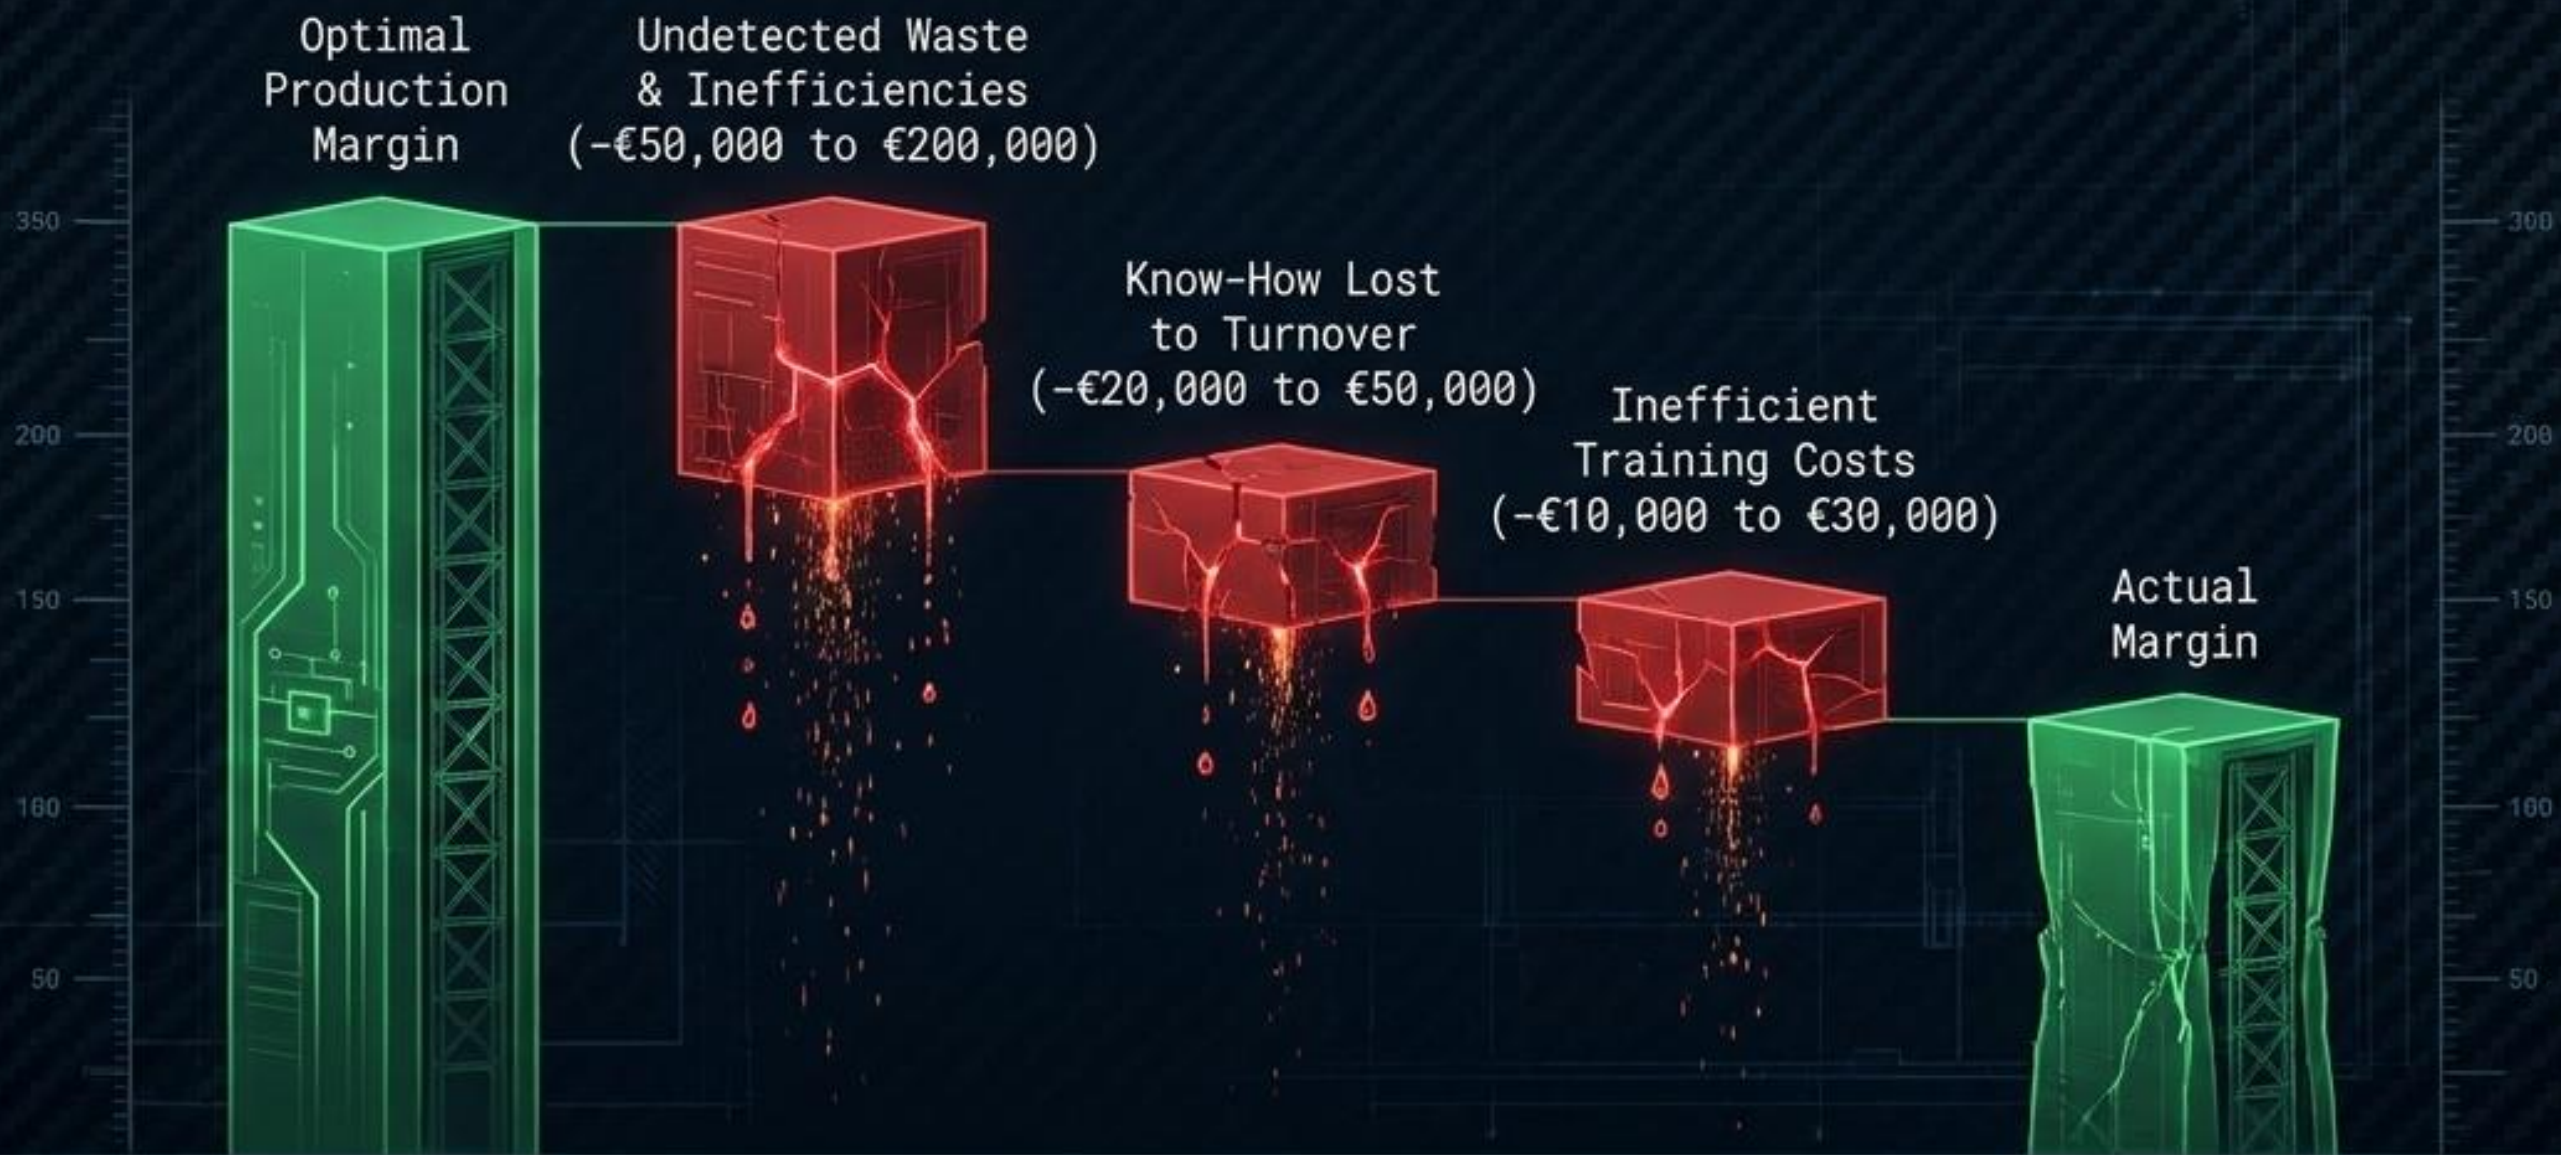 Optimal
Production
Margin
Undetected Waste
& Inefficiencies
(-€50,000 to €200,000)
Know-How Lost
to Turnover
(-€20,000 to €50,000)
Inefficient
Training Costs
(-€10,000 to €30,000)
Actual
Margin
350
200
150
100
50
300
200
150
100
50